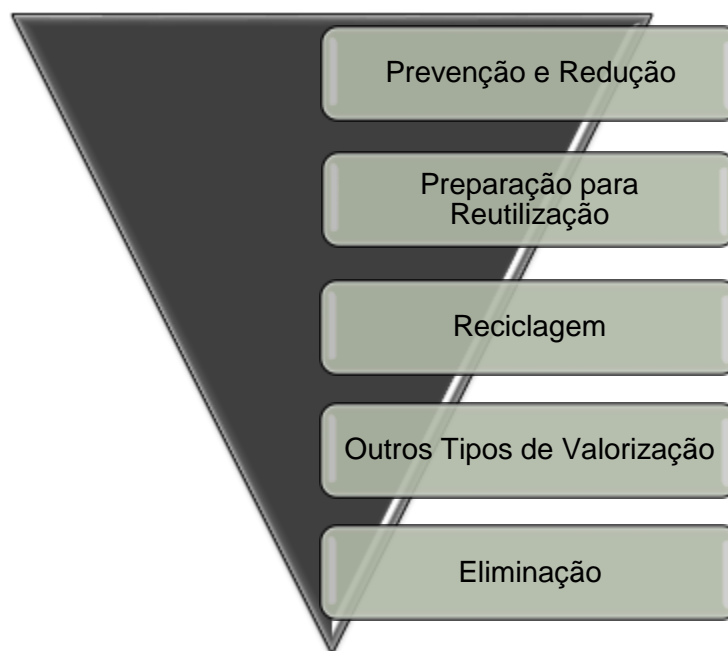 Prevenção e Redução
Preparação para
Reutilização
Reciclagem
Outros Tipos de Valorização
Eliminação